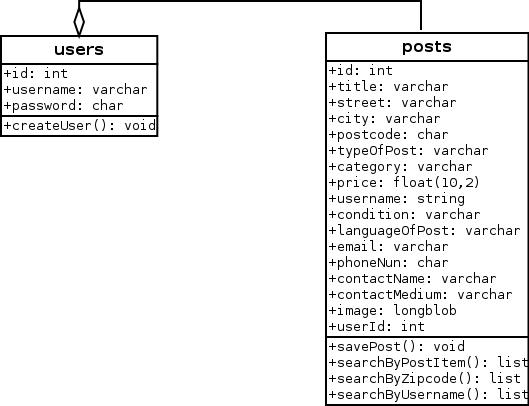 users
+id: int
+username: varchar
+password: char
+createUser(): void
posts
+id: int
+title: varchar
+street: varchar
+city: varchar
+postcode: char
+typeOfPost: varchar
+category: varchar
+price: float(10,2)
+username: string
+condition: varchar
+languageOfPost: varchar
+email: varchar
+phoneNun: char
+contactName: varchar
+contactMedium: varchar
+image: longblob
+userId: int
+savePost(): void
+searchByPostItem(): list
+searchByZipcode(): list
+searchByUsername(): list